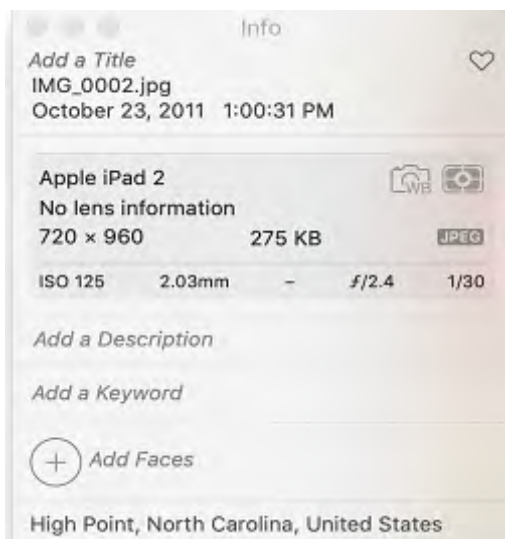 Info
Add a Title
IMG_0002.jpg
October 23, 2011 1:00:31 PM
Apple iPad 2
WB
No lens information
720 × 960 275 KB JPEG
ISO 125 2.03mm – ƒ/2.4 1/30
Add a Description
Add a Keyword
Add Faces
High Point, North Carolina, United States